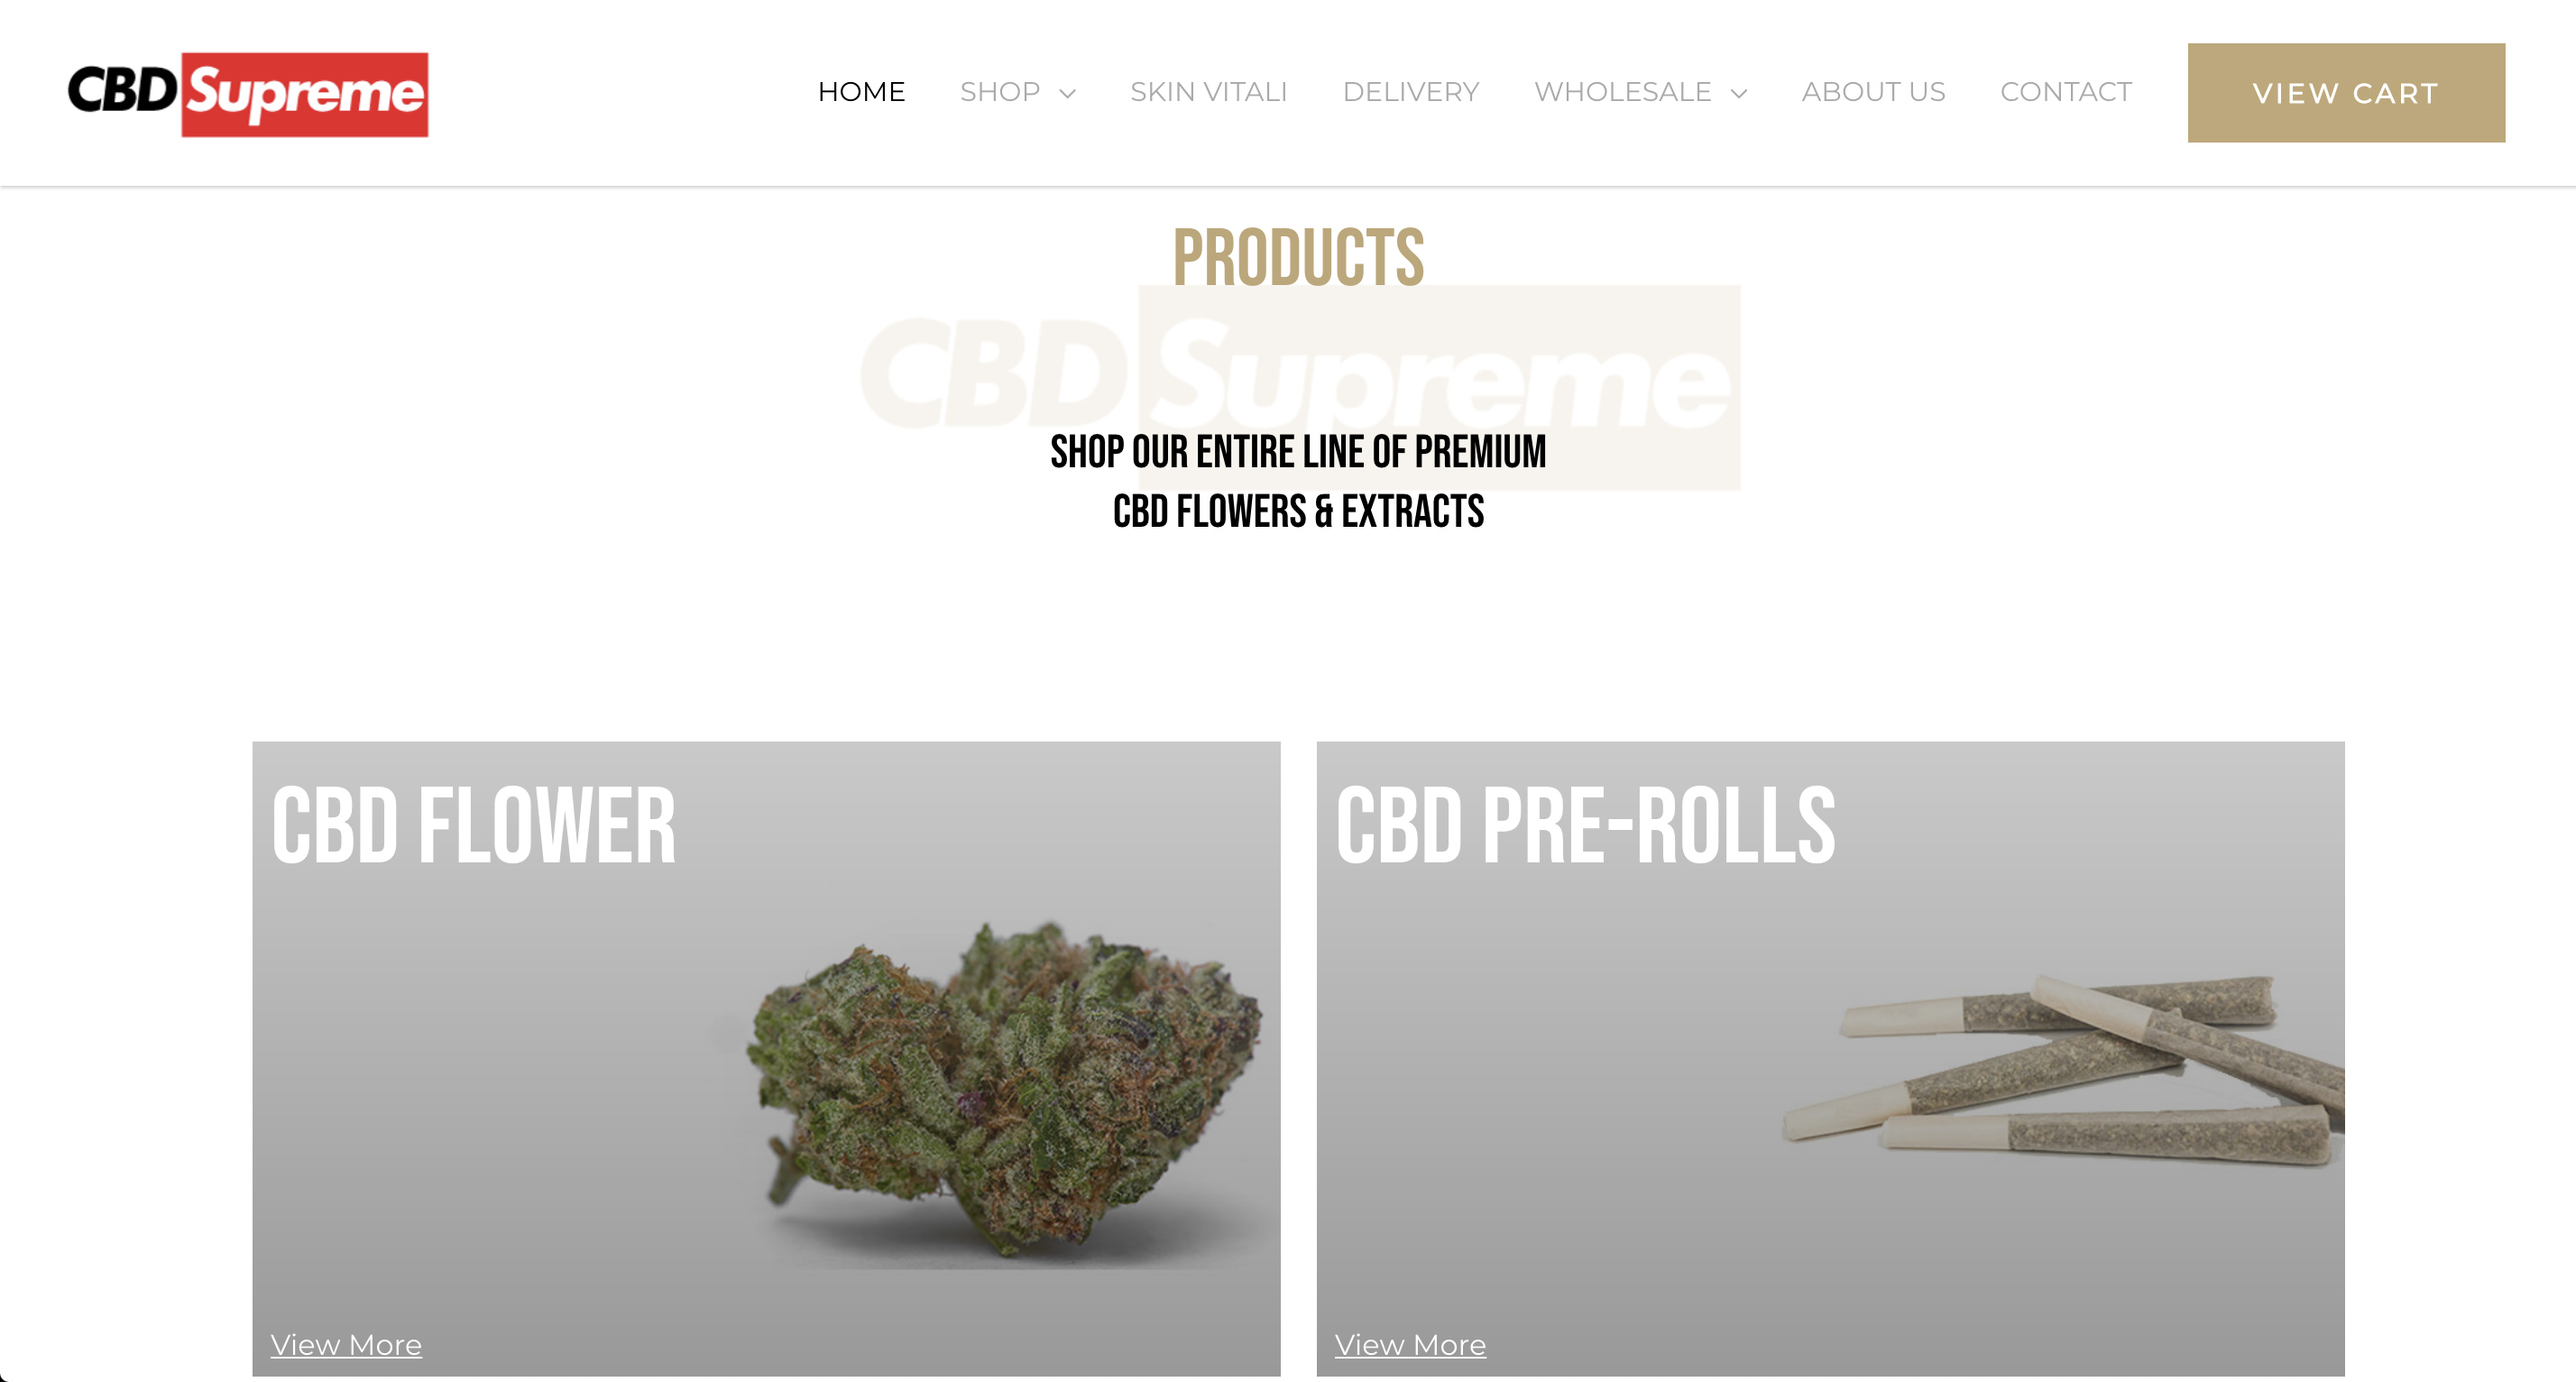 CBD Supreme
HOME
SHOP
SKIN VITALI
DELIVERY
WHOLESALE
ABOUT US
CONTACT
VIEW CART
PRODUCTS
CBD Supreme
SHOP OUR ENTIRE LINE OF PREMIUM
CBD FLOWERS & EXTRACTS
CBD FLOWER
CBD PRE-ROLLS
View More
View More